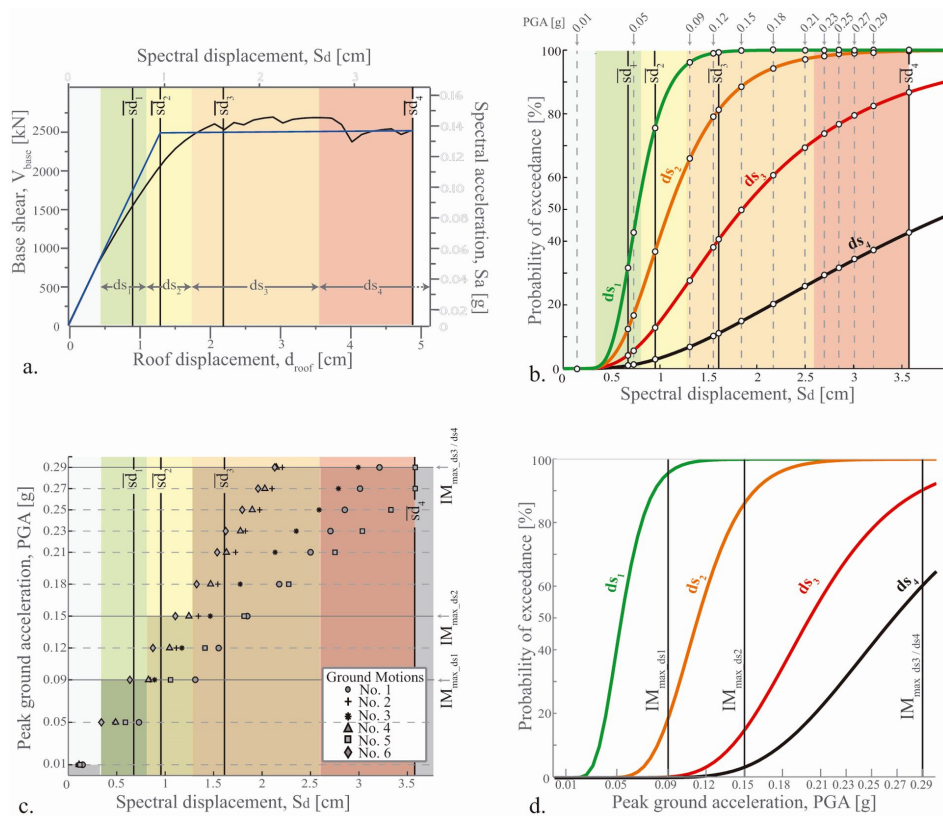 Spectral displacement, Sd [cm]
0 1 2 3
sd1 sd2 sd3 sd4
Base shear, Vbase [kN]
2500
2000
1500
1000
500
0
0.16
0.14
0.12
0.10
0.08
0.06
0.04
0.02
0
Spectral acceleration, Sa [g]
ds1 ds2 ds3 ds4
0 1 2 3 4 5
Roof displacement, droof [cm]
a.
PGA [g]
0.01 0.05 0.09 0.12 0.15 0.18 0.21 0.23 0.25 0.27 0.29
Probability of exceedance [%]
100
80
60
40
20
0
sd1 sd2 sd3 sd4
ds1
ds2
ds3
ds4
0.5 1 1.5 2 2.5 3 3.5
Spectral displacement, Sd [cm]
b.
Peak ground acceleration, PGA [g]
0.29
0.27
0.25
0.23
0.21
0.18
0.15
0.12
0.09
0.05
0.01
sd1 sd2 sd3 sd4
IMmax_ds3 / ds4
IMmax_ds2
IMmax_ds1
Ground Motions
No. 1
No. 2
No. 3
No. 4
No. 5
No. 6
0.5 1 1.5 2 2.5 3 3.5
Spectral displacement, Sd [cm]
c.
Probability of exceedance [%]
100
80
60
40
20
ds1
ds2
ds3
ds4
IMmax_ds1
IMmax_ds2
IMmax_ds3 / ds4
0.01 0.05 0.09 0.12 0.15 0.18 0.21 0.23 0.25 0.27 0.29
Peak ground acceleration, PGA [g]
d.